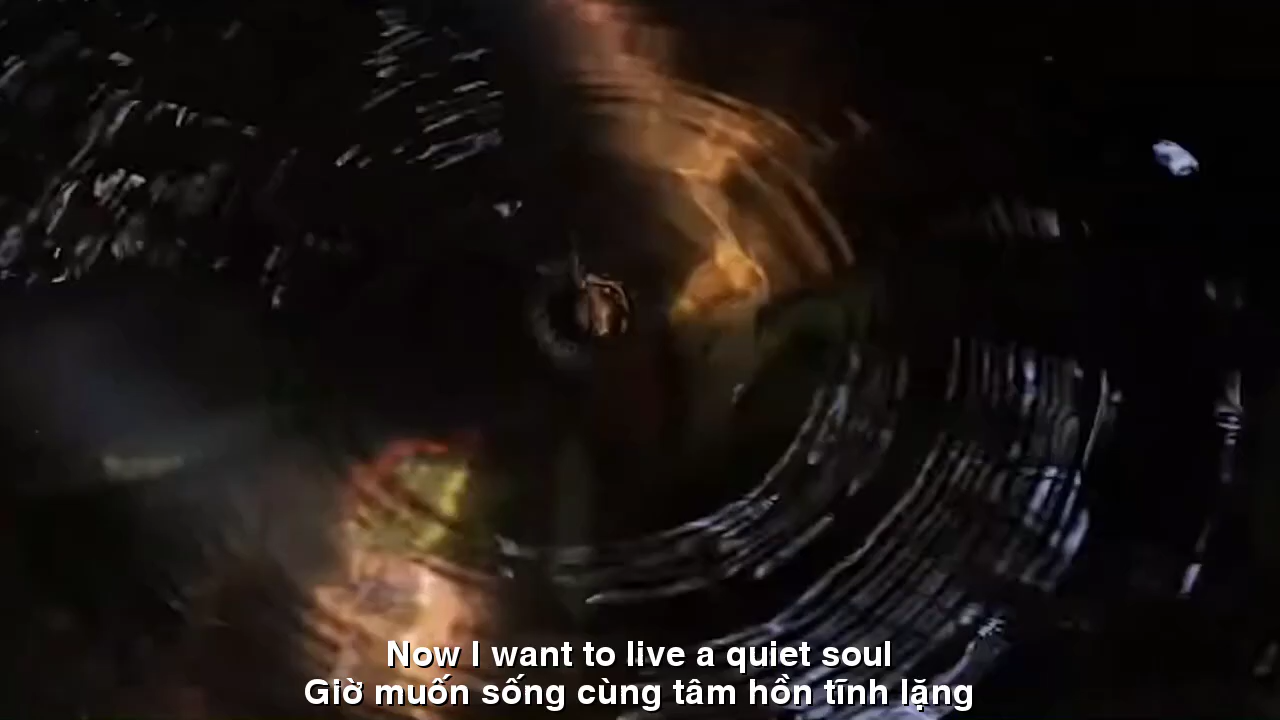 Now I want to live a quiet soul
Giờ muốn sống cùng tâm hồn tĩnh lặng